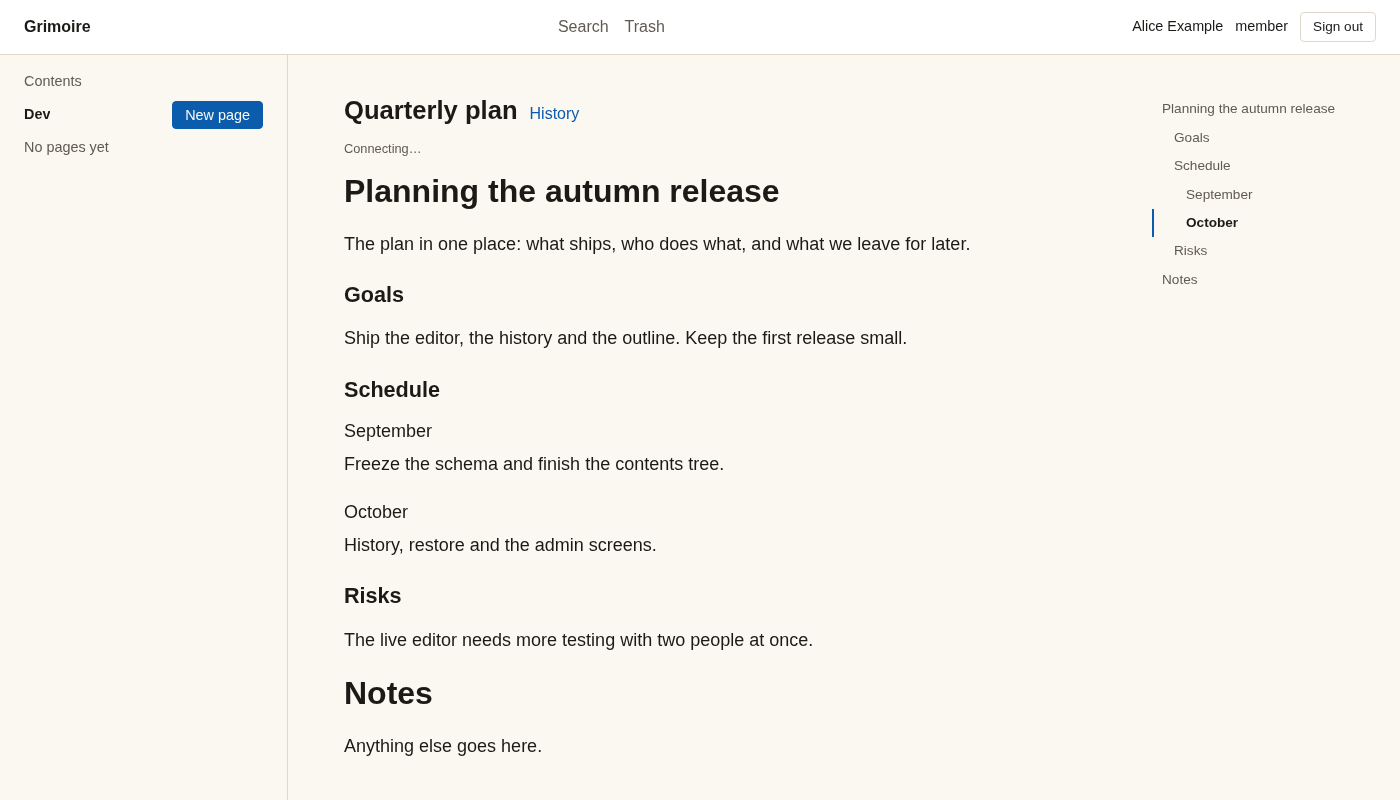 Grimoire
Search Trash
Alice Example member Sign out
Contents
Dev New page
No pages yet
Quarterly plan History
Connecting…
Planning the autumn release
The plan in one place: what ships, who does what, and what we leave for later.
Goals
Ship the editor, the history and the outline. Keep the first release small.
Schedule
September
Freeze the schema and finish the contents tree.
October
History, restore and the admin screens.
Risks
The live editor needs more testing with two people at once.
Notes
Anything else goes here.
Planning the autumn release
Goals
Schedule
September
October
Risks
Notes